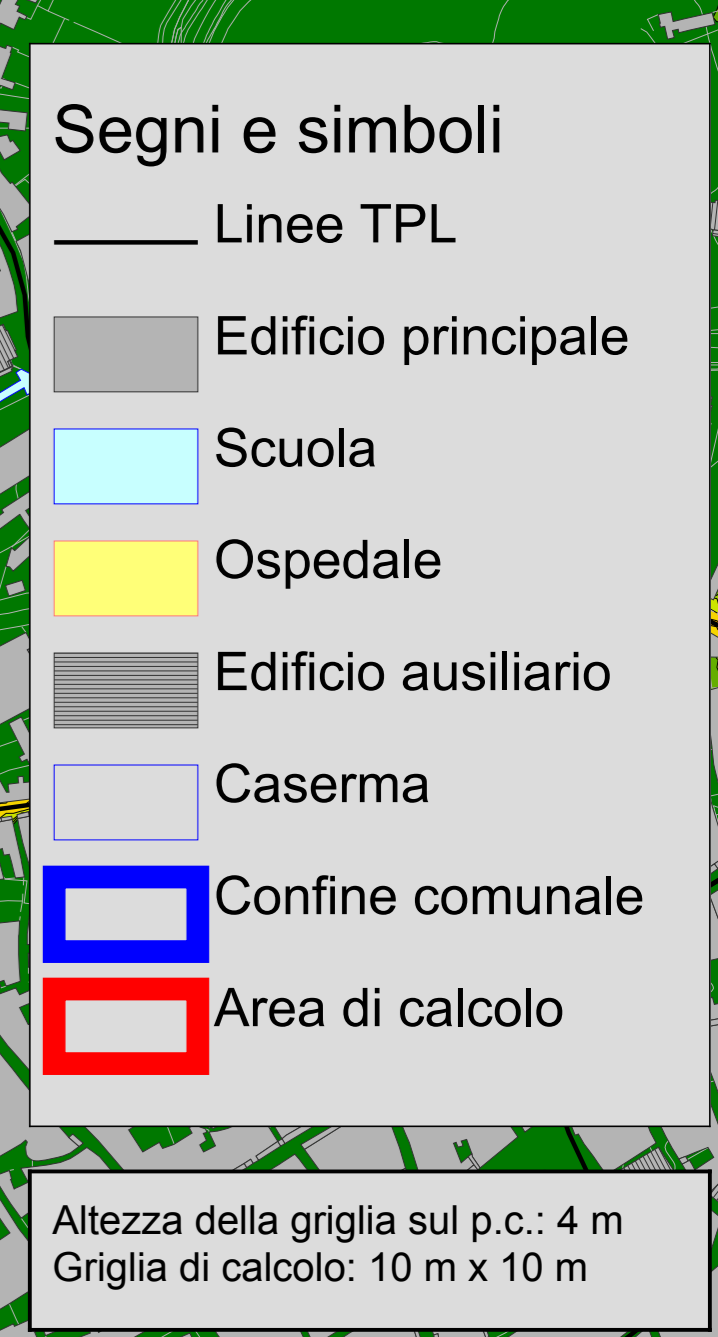 Segni e simboli
Linee TPL
Edificio principale
Scuola
Ospedale
Edificio ausiliario
Caserma
Confine comunale
Area di calcolo
Altezza della griglia sul p.c.: 4 m
Griglia di calcolo: 10 m x 10 m